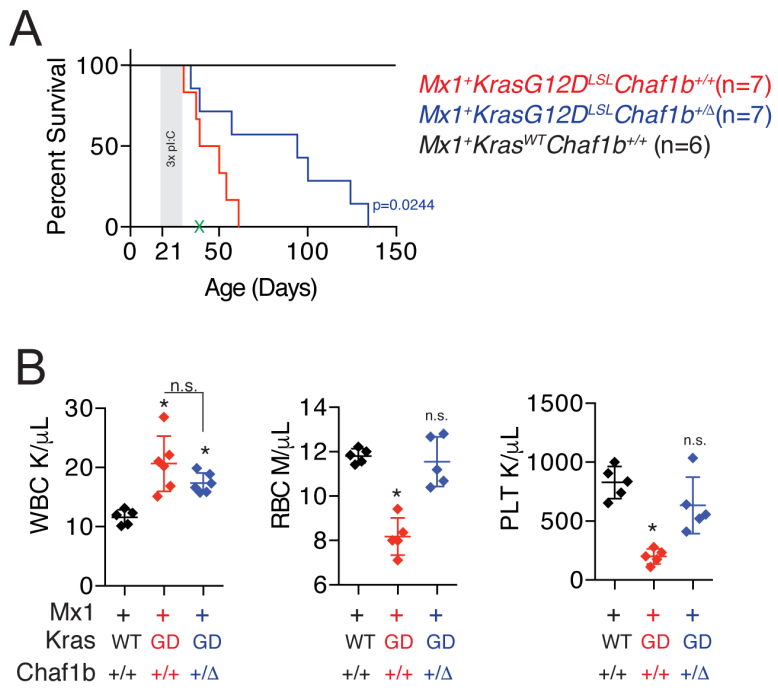 A
Percent Survival
100
50
0
3x pI:C
X
p=0.0244
0 21 50 100 150
Age (Days)
Mx1+KrasG12DLSLChaf1b+/+(n=7)
Mx1+KrasG12DLSLChaf1b+/Δ(n=7)
Mx1+KrasWTChaf1b+/+ (n=6)
B
WBC K/μL
30
20
10
0
n.s.
*
*
RBC M/μL
14
12
10
8
6
*
n.s.
PLT K/μL
1500
1000
500
0
*
n.s.
Mx1 + + + + + + + + +
Kras WT GD GD WT GD GD WT GD GD
Chaf1b +/+ +/+ +/Δ +/+ +/+ +/Δ +/+ +/+ +/Δ